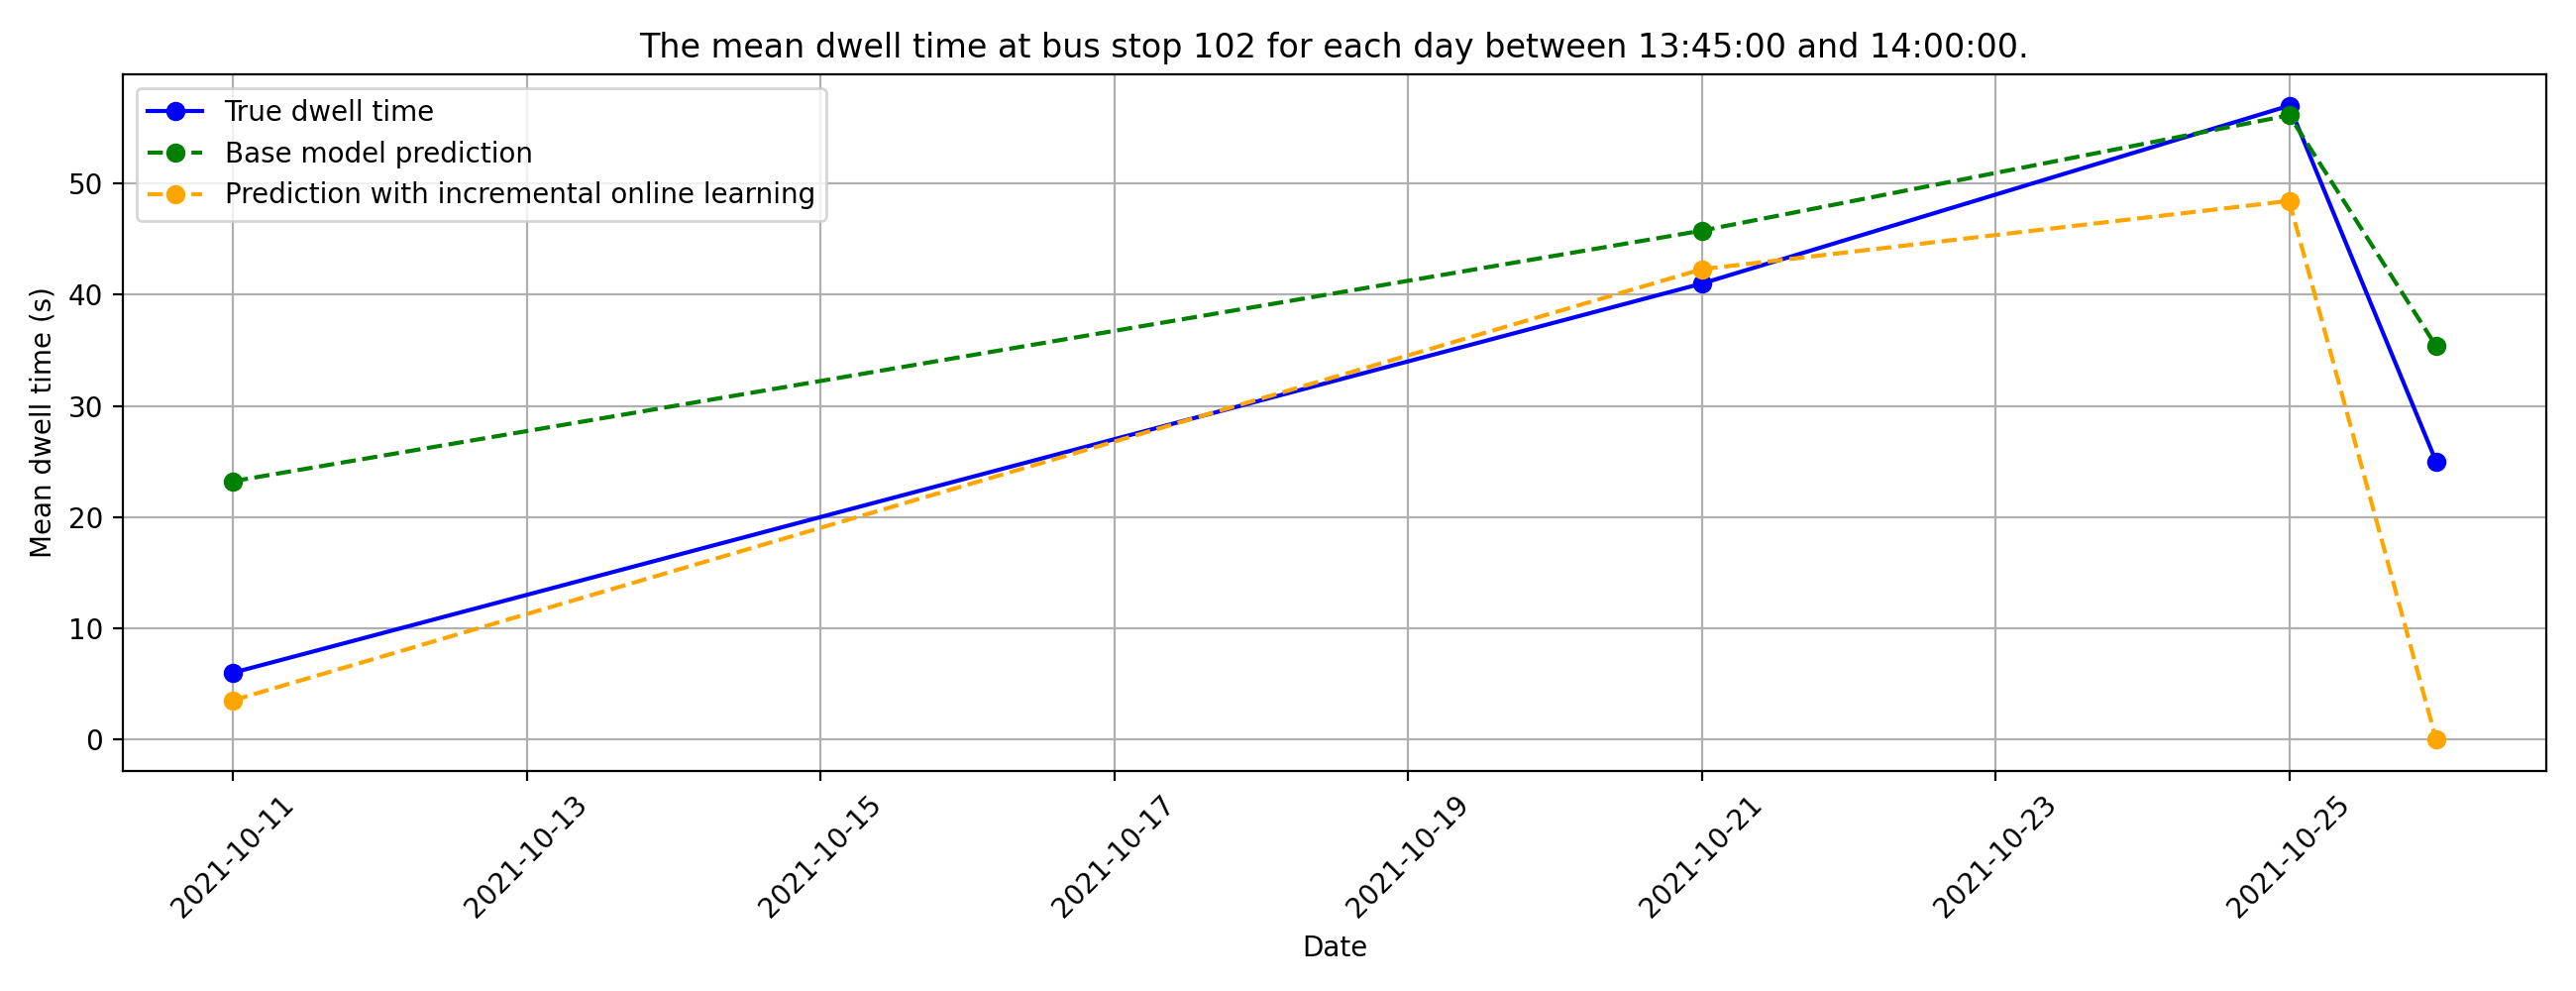 The mean dwell time at bus stop 102 for each day between 13:45:00 and 14:00:00.
True dwell time
Base model prediction
Prediction with incremental online learning
Mean dwell time (s)
50
40
30
20
10
0
2021-10-11
2021-10-13
2021-10-15
2021-10-17
2021-10-19
2021-10-21
2021-10-23
2021-10-25
Date